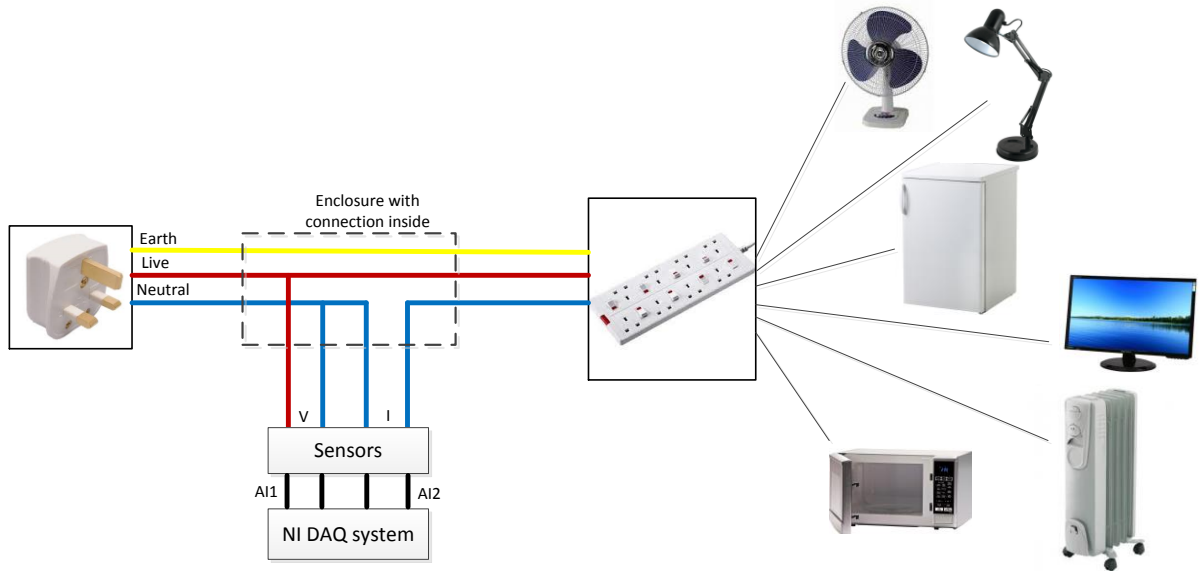 Enclosure with
connection inside
Earth
Live
Neutral
V
I
Sensors
AI1
AI2
NI DAQ system